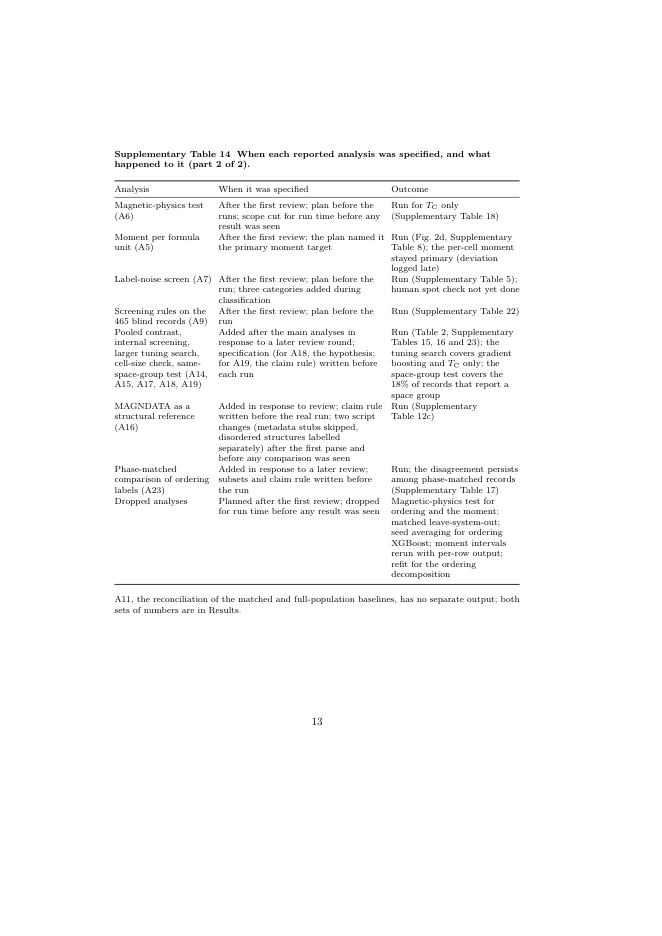 Supplementary Table 14 When each reported analysis was specified, and what
happened to it (part 2 of 2).
Analysis When it was specified Outcome
Magnetic-physics test After the first review; plan before the Run for TC only
(A6) runs; scope cut for run time before any (Supplementary Table 18)
result was seen
Moment per formula After the first review; the plan named it Run (Fig. 2d, Supplementary
unit (A5) the primary moment target Table 8); the per-cell moment
stayed primary (deviation
logged late)
Label-noise screen (A7) After the first review; plan before the Run (Supplementary Table 5);
run; three categories added during human spot check not yet done
classification
Screening rules on the After the first review; plan before the Run (Supplementary Table 22)
465 blind records (A9) run
Pooled contrast, Added after the main analyses in Run (Table 2, Supplementary
internal screening, response to a later review round; Tables 15, 16 and 23); the
larger tuning search, specification (for A18, the hypothesis; tuning search covers gradient
cell-size check, same- for A19, the claim rule) written before boosting and TC only; the
space-group test (A14, each run space-group test covers the
A15, A17, A18, A19) 18% of records that report a
space group
MAGNDATA as a Added in response to review; claim rule Run (Supplementary
structural reference written before the real run; two script Table 12c)
(A16) changes (metadata stubs skipped,
disordered structures labelled
separately) after the first parse and
before any comparison was seen
Phase-matched Added in response to a later review; Run; the disagreement persists
comparison of ordering subsets and claim rule written before among phase-matched records
labels (A23) the run (Supplementary Table 17)
Dropped analyses Planned after the first review; dropped Magnetic-physics test for
for run time before any result was seen ordering and the moment;
matched leave-system-out;
seed averaging for ordering
XGBoost; moment intervals
rerun with per-row output;
refit for the ordering
decomposition
A11, the reconciliation of the matched and full-population baselines, has no separate output; both
sets of numbers are in Results.
13